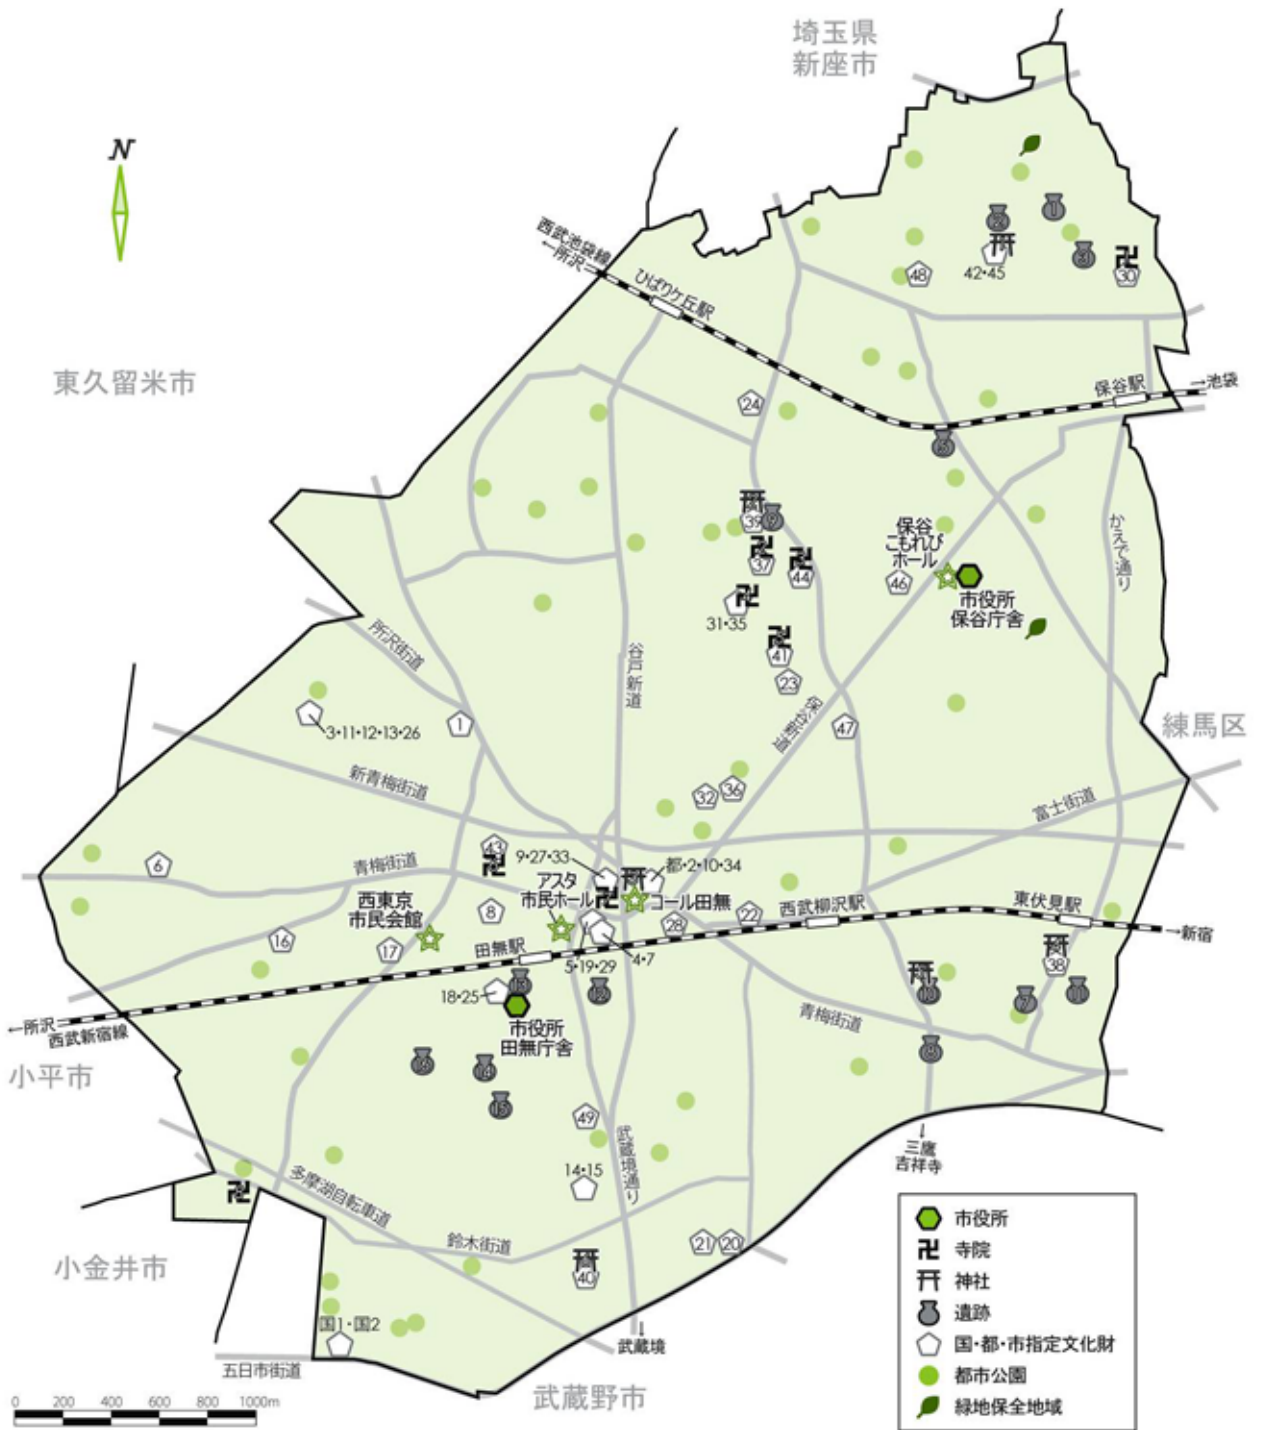 埼玉県
新座市
N
西武池袋線
←所沢
ひばりケ丘駅
1
2
3
42・45
48
30
東久留米市
保谷駅
→池袋
24
39
9
保谷
こもれび
ホール
かえで通り
37
44
46
市役所
保谷庁舎
31・35
41
23
所沢街道
谷戸新道
保谷新道
47
練馬区
3・11・12・13・26
1
新青梅街道
32
36
富士街道
6
青梅街道
43
9・27・33
都・2・10・34
アスタ
市民ホール
コール田無
西東京
市民会館
8
28
22
西武柳沢駅
東伏見駅
→新宿
16
17
田無駅
5・19・29
4・7
38
18・25
13
12
7
11
←所沢
西武新宿線
市役所
田無庁舎
青梅街道
8
小平市
16
14
15
49
三鷹
吉祥寺
14・15
武蔵境通り
多摩湖自転車道
鈴木街道
21
20
小金井市
40
国1・国2
武蔵境
五日市街道
武蔵野市
0 200 400 600 800 1000m
市役所
寺院
神社
遺跡
国・都・市指定文化財
都市公園
緑地保全地域